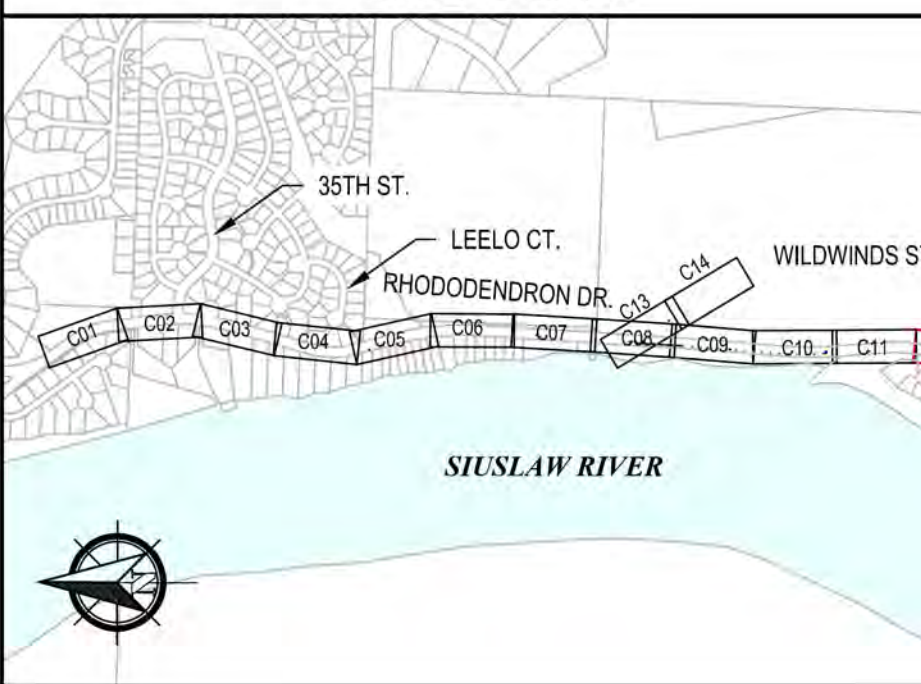 35TH ST.
LEELO CT.
RHODODENDRON DR.
WILDWINDS S
C14
C13
C01
C02
C03
C04
C05
C06
C07
C08
C09
C10
C11
SIUSLAW RIVER
N